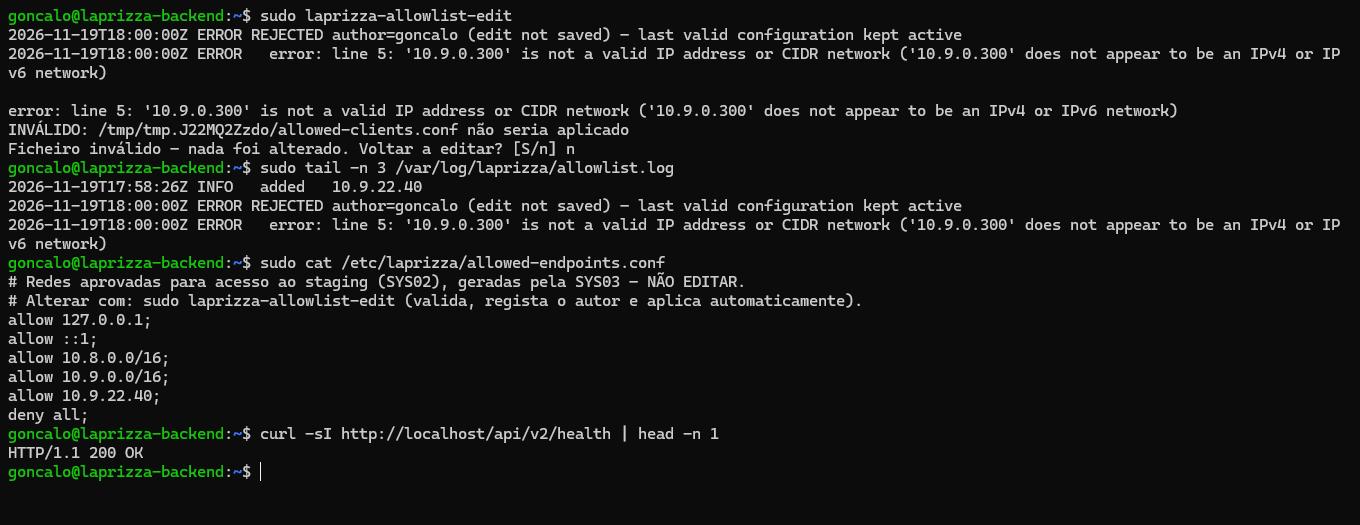 goncalo@laprizza-backend:~$ sudo laprizza-allowlist-edit
2026-11-19T18:00:00Z ERROR REJECTED author=goncalo (edit not saved) — last valid configuration kept active
2026-11-19T18:00:00Z ERROR   error: line 5: '10.9.0.300' is not a valid IP address or CIDR network ('10.9.0.300' does not appear to be an IPv4 or IP
v6 network)

error: line 5: '10.9.0.300' is not a valid IP address or CIDR network ('10.9.0.300' does not appear to be an IPv4 or IPv6 network)
INVÁLIDO: /tmp/tmp.J22MQ2Zzdo/allowed-clients.conf não seria aplicado
Ficheiro inválido — nada foi alterado. Voltar a editar? [S/n] n
goncalo@laprizza-backend:~$ sudo tail -n 3 /var/log/laprizza/allowlist.log
2026-11-19T17:58:26Z INFO   added   10.9.22.40
2026-11-19T18:00:00Z ERROR REJECTED author=goncalo (edit not saved) — last valid configuration kept active
2026-11-19T18:00:00Z ERROR   error: line 5: '10.9.0.300' is not a valid IP address or CIDR network ('10.9.0.300' does not appear to be an IPv4 or IP
v6 network)
goncalo@laprizza-backend:~$ sudo cat /etc/laprizza/allowed-endpoints.conf
# Redes aprovadas para acesso ao staging (SYS02), geradas pela SYS03 — NÃO EDITAR.
# Alterar com: sudo laprizza-allowlist-edit (valida, regista o autor e aplica automaticamente).
allow 127.0.0.1;
allow ::1;
allow 10.8.0.0/16;
allow 10.9.0.0/16;
allow 10.9.22.40;
deny all;
goncalo@laprizza-backend:~$ curl -sI http://localhost/api/v2/health | head -n 1
HTTP/1.1 200 OK
goncalo@laprizza-backend:~$